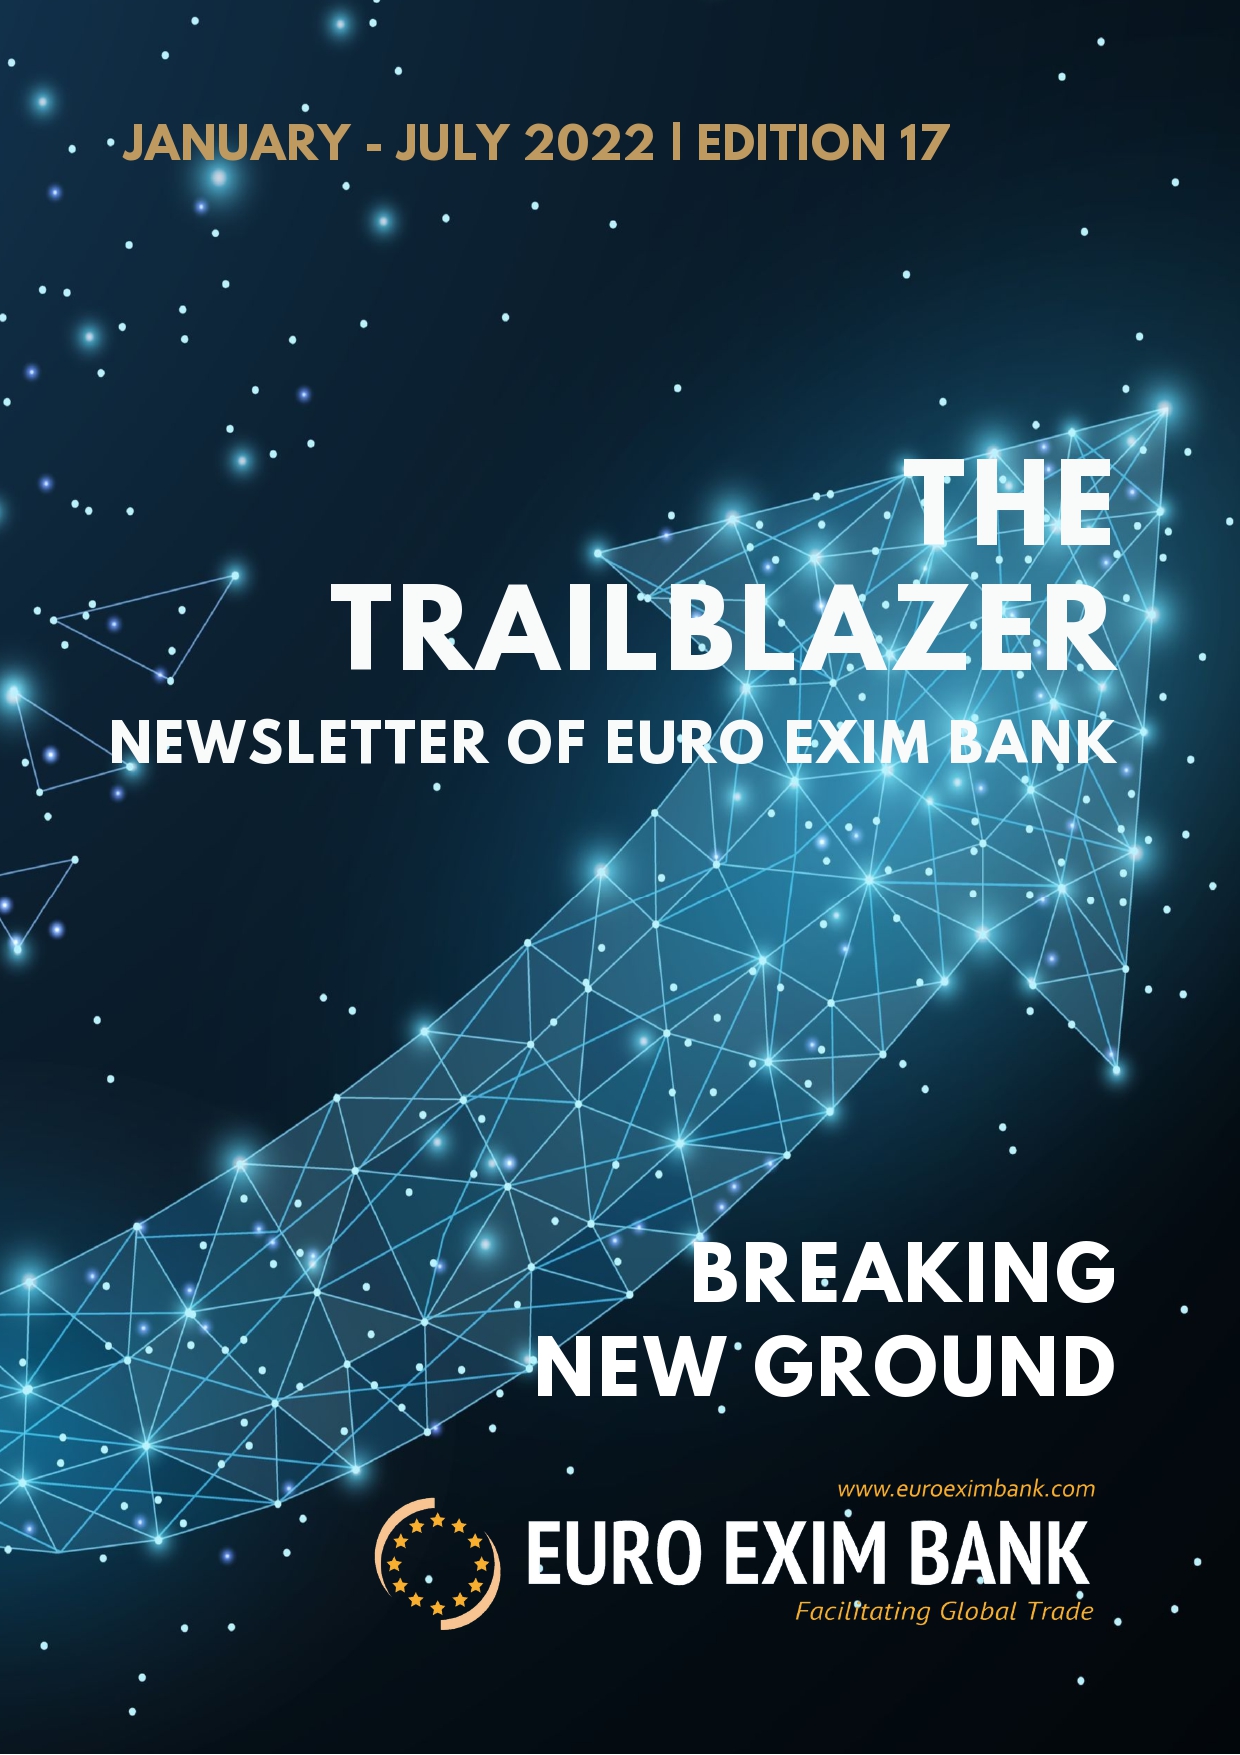 JANUARY - JULY 2022 | EDITION 17
THE
TRAILBLAZER
NEWSLETTER OF EURO EXIM BANK
BREAKING
NEW GROUND
www.euroeximbank.com
EURO EXIM BANK
Facilitating Global Trade